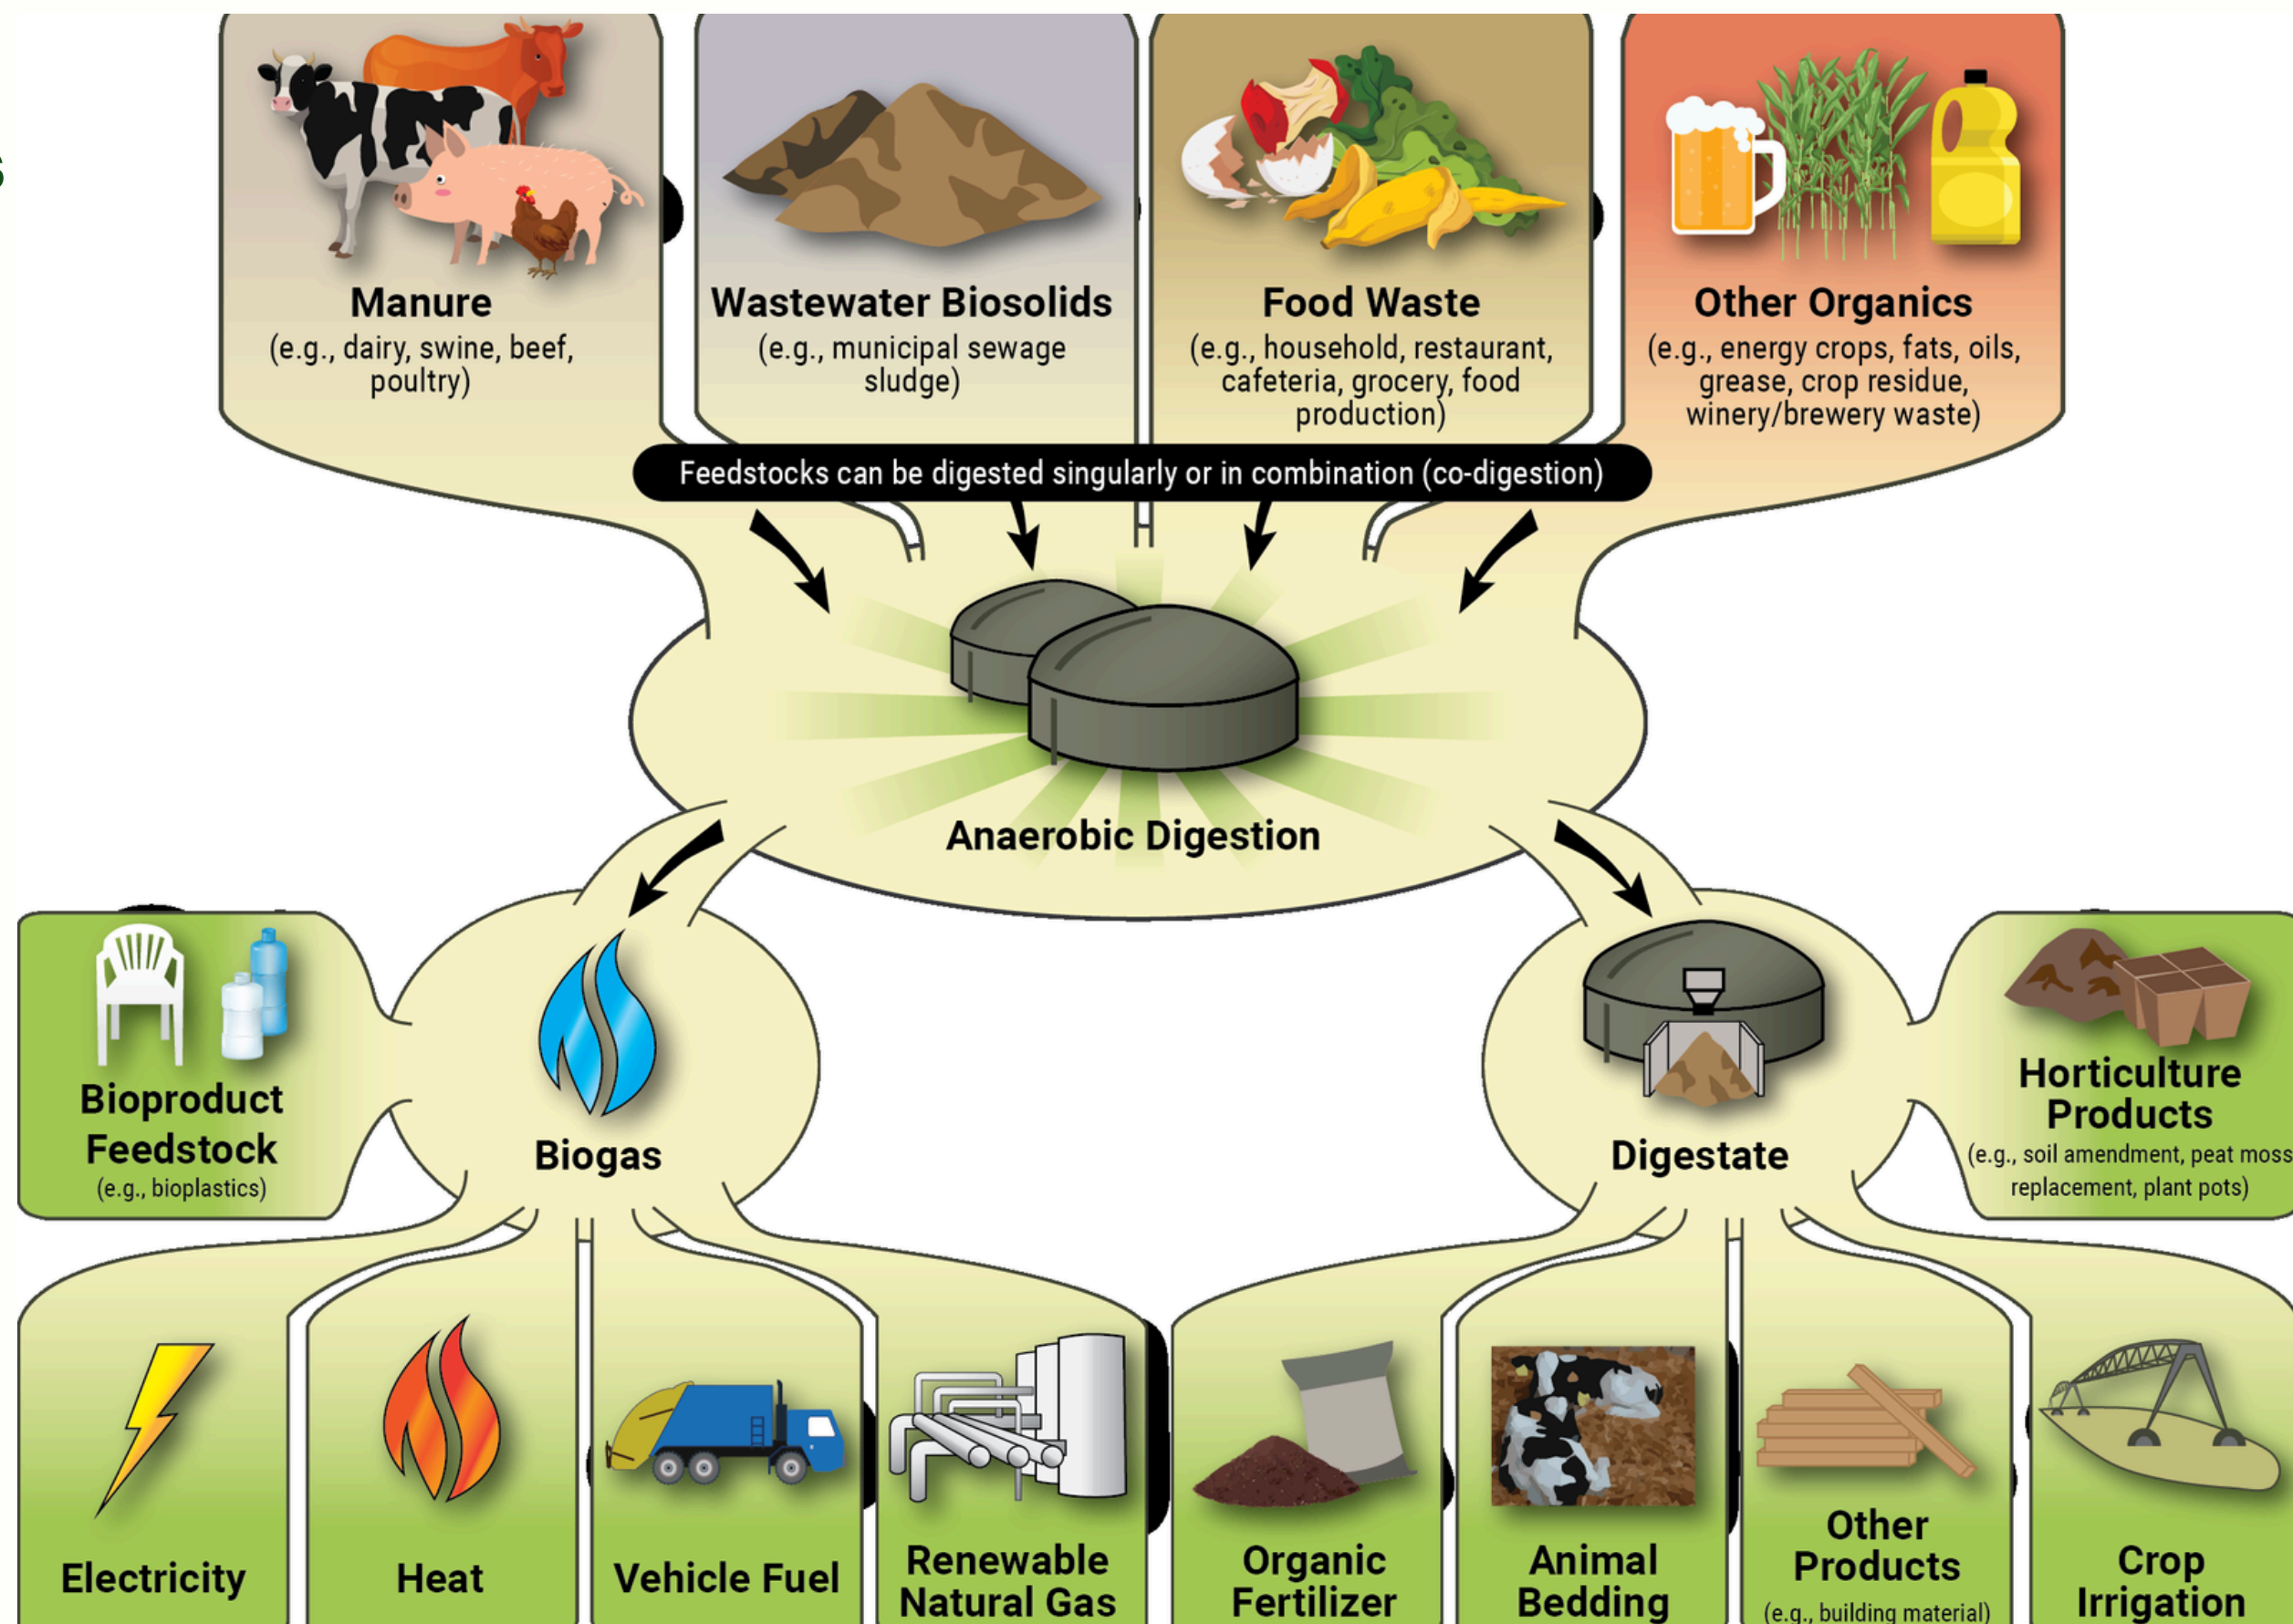 Manure
(e.g., dairy, swine, beef,
poultry)
Wastewater Biosolids
(e.g., municipal sewage
sludge)
Food Waste
(e.g., household, restaurant,
cafeteria, grocery, food
production)
Other Organics
(e.g., energy crops, fats, oils,
grease, crop residue,
winery/brewery waste)
Feedstocks can be digested singularly or in combination (co-digestion)
Anaerobic Digestion
Bioproduct
Feedstock
(e.g., bioplastics)
Biogas
Digestate
Horticulture
Products
(e.g., soil amendment, peat moss
replacement, plant pots)
Electricity
Heat
Vehicle Fuel
Renewable
Natural Gas
Organic
Fertilizer
Animal
Bedding
Other
Products
(e.g., building material)
Crop
Irrigation